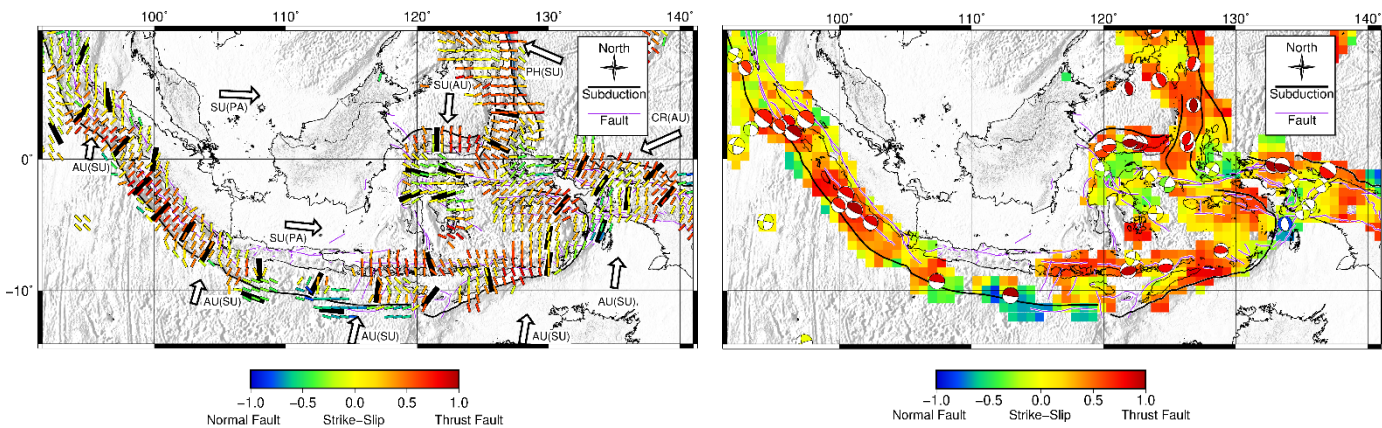 100° 110° 120° 130° 140°
North
PH(SU)
SU(AU)
Subduction
SU(PA)
Fault
CR(AU)
0°
AU(SU)
SU(PA)
−10°
AU(SU)
AU(SU)
AU(SU)
AU(SU)
−1.0 −0.5 0.0 0.5 1.0
Normal Fault Strike−Slip Thrust Fault
North
Subduction
Fault
100˚ 110˚ 120˚ 130˚ 140˚
−1.0 −0.5 0.0 0.5 1.0
Normal Fault Strike−Slip Thrust Fault